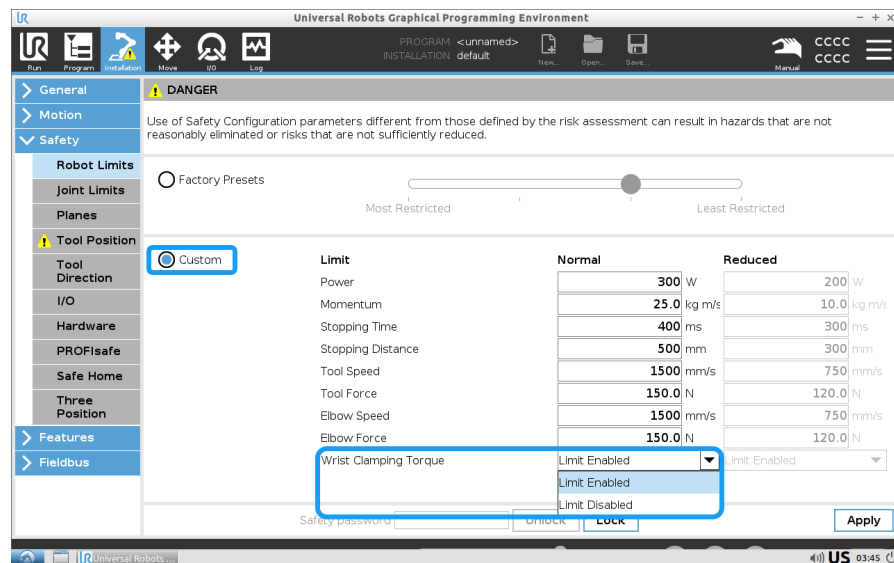 Universal Robots Graphical Programming Environment
UR
Run
Program
Installation
Move
I/O
Log
PROGRAM <unnamed>
INSTALLATION default
New...
Open...
Save...
Manual
CCCC
CCCC
General
Motion
Safety
Robot Limits
Joint Limits
Planes
Tool Position
Tool
Direction
I/O
Hardware
PROFIsafe
Safe Home
Three
Position
Features
Fieldbus
DANGER
Use of Safety Configuration parameters different from those defined by the risk assessment can result in hazards that are not
reasonably eliminated or risks that are not sufficiently reduced.
Factory Presets
Most Restricted Least Restricted
Custom
Limit Normal Reduced
Power 300 W 200 W
Momentum 25.0 kg m/s 10.0 kg m/s
Stopping Time 400 ms 300 ms
Stopping Distance 500 mm 300 mm
Tool Speed 1500 mm/s 750 mm/s
Tool Force 150.0 N 120.0 N
Elbow Speed 1500 mm/s 750 mm/s
Elbow Force 150.0 N 120.0 N
Wrist Clamping Torque Limit Enabled Limit Enabled
Limit Enabled
Limit Disabled
Safety password Unlock Lock Apply
UR Universal Robots ... US 03:45